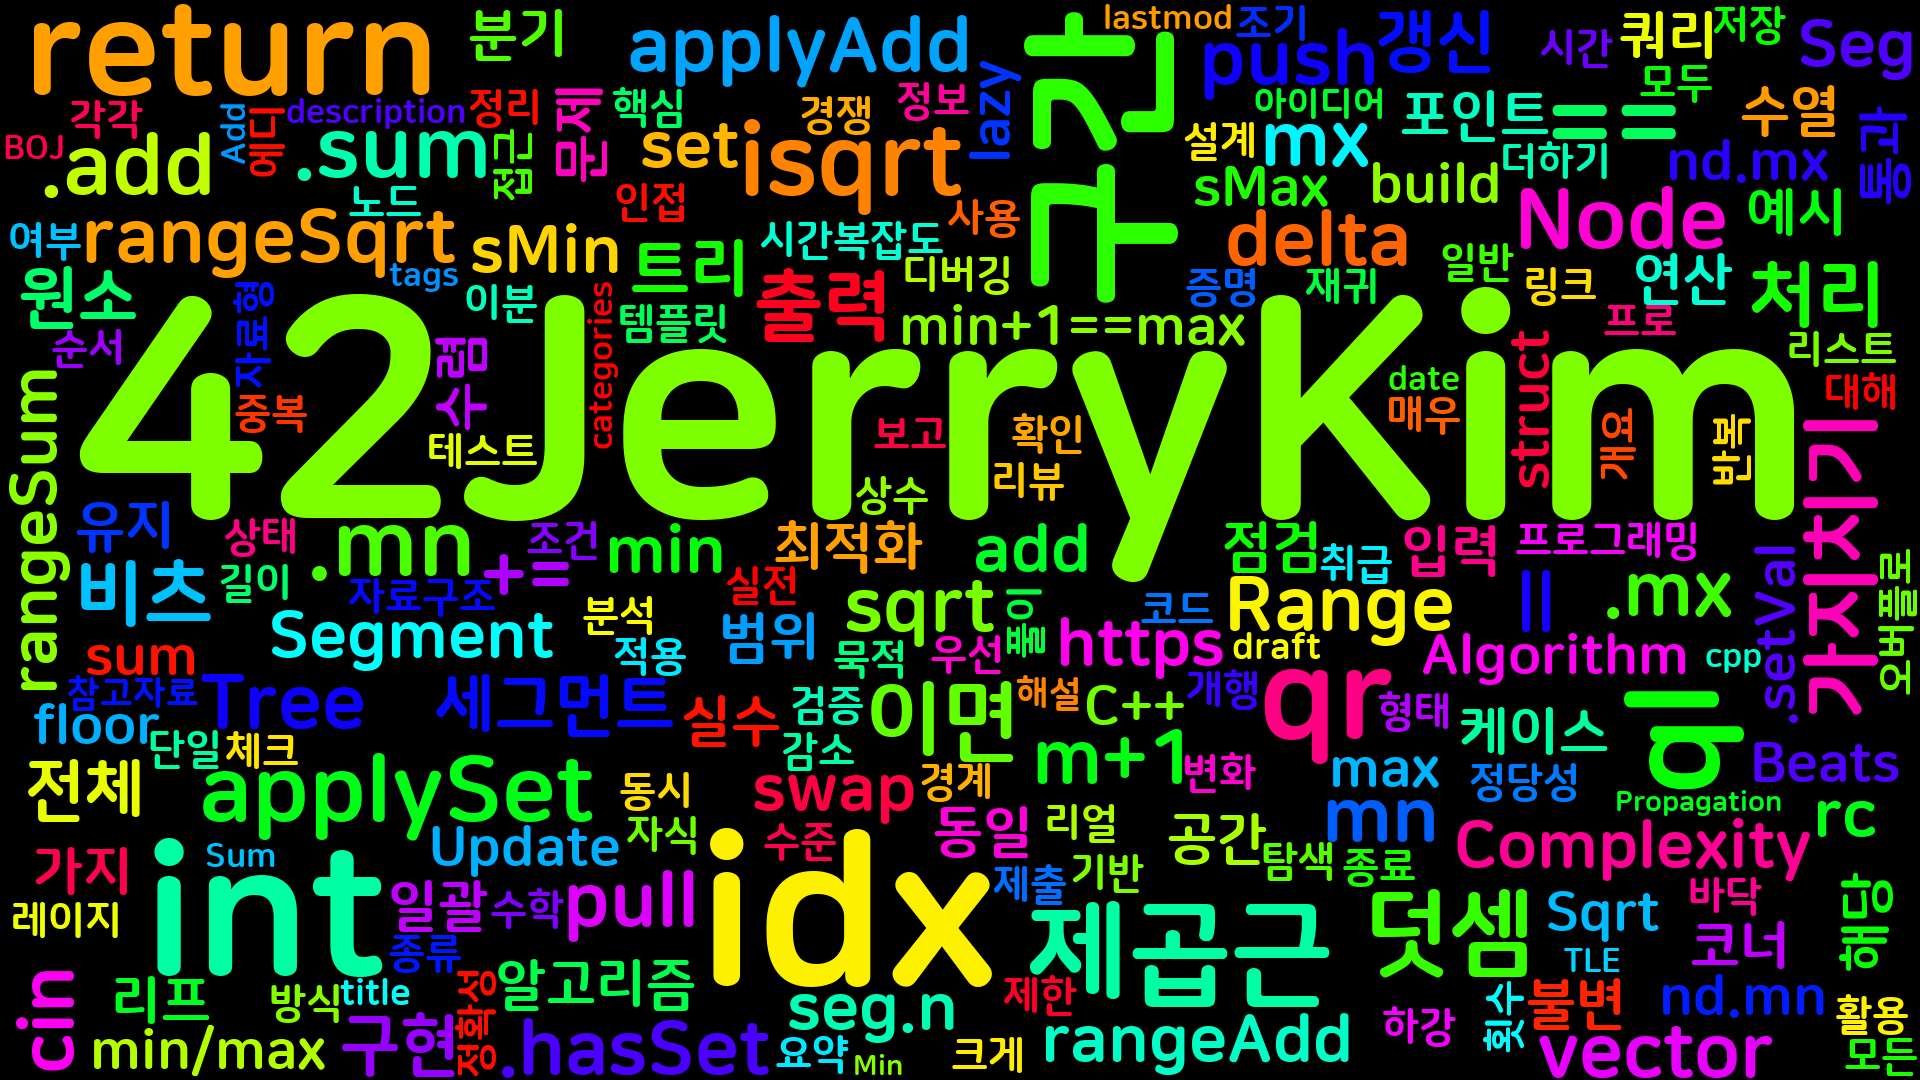 return
분기
applyAdd
lastmod
조기
구간
push
갱신
시간
쿼리
저장
Seg
모두
각각
Add
에디
description
정리
문제
핵심
경쟁
정보
lazy
아이디어
포인트
==
수열
통과
BOJ
.add
.sum
접근
set
isqrt
설계
mx
더하기
nd.mx
노드
인접
sMax
build
여부
rangeSqrt
sMin
트리
시간복잡도
사용
delta
Node
예시
원소
tags
이분
categories
템플릿
출력
디버깅
증명
재귀
일반
링크
연산
처리
순서
자료형
수렴
min+1==max
프로
리스트
42JerryKim
중복
테스트
보고
확인
리뷰
date
매우
struct
개여
반복
대해
가지치기
rangeSum
상수
유지
상태
.mn
+=
조건
min
최적화
add
점검
취급
입력
프로그래밍
비츠
길이
자료구조
실전
sqrt
풀이
코드
Range
||
.mx
.setVal
오버플로
Segment
분석
적용
범위
묵적
우선
https
draft
Algorithm
cpp
sum
참고자료
Tree
세그먼트
실수
검증
이면
해설
C++
개행
qr
형태
케이스
ㅎ
floor
단일
체크
감소
m+1
변화
max
정당성
Beats
전체
applySet
동시
swap
경계
Propagation
mn
rc
가지
int
Sum
Update
자식
수준
idx
동일
리얼
공간
기반
탐색
종료
Complexity
레이지
일괄
수학
pull
제출
제곱근
덧셈
Sqrt
바닥
코너
해당
종류
TLE
cin
리프
방식
title
정확성
알고리즘
seg.n
제한
횟수
불변
nd.mn
활용
min/max
구현
.hasSet
요약
Min
크게
rangeAdd
하강
vector
모든